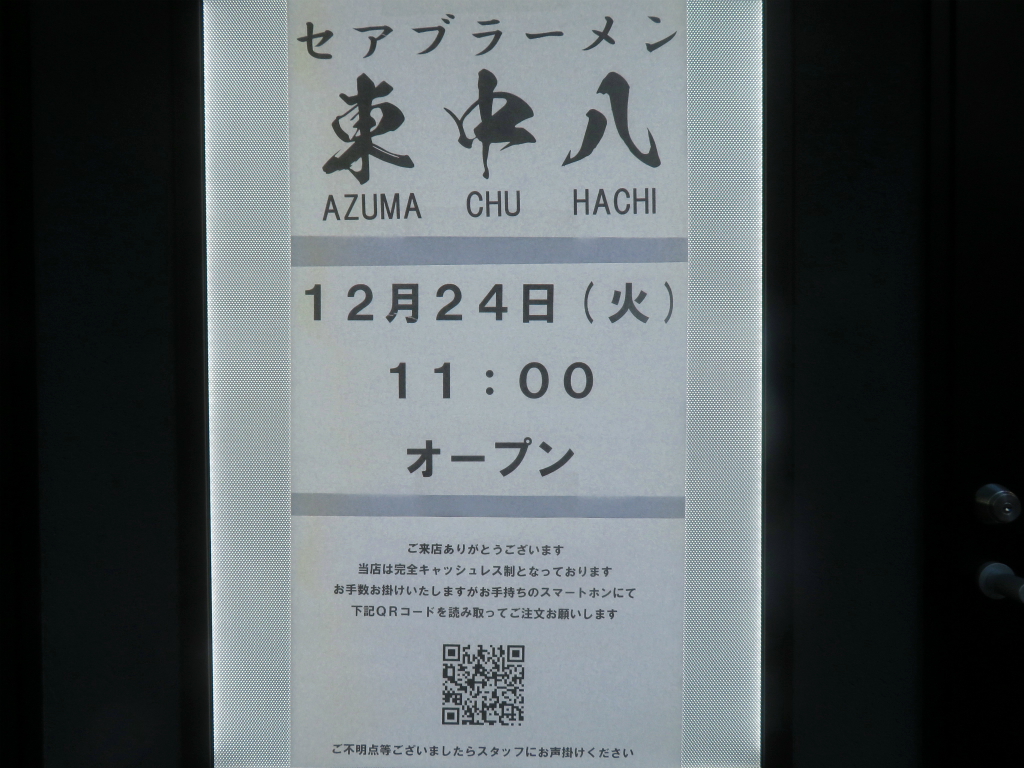 セアブラーメン
東中八
AZUMA CHU HACHI
12月24日(火)
11:00
オープン
ご来店ありがとうございます
当店は完全キャッシュレス制となっております
お手数お掛けいたしますがお手持ちのスマートホンにて
下記QRコードを読み取ってご注文お願いします
ご不明点等ございましたらスタッフにお声掛けください